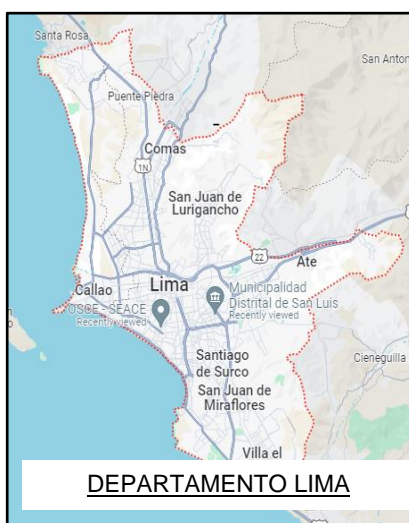 Santa Rosa
San Anton
Puente Piedra
Comas
1N
San Juan de
Lurigancho
22
Ate
Lima
Municipalidad
Distrital de San Luis
Recently viewed
Callao
OSCE - SEACE
Recently viewed
Cieneguilla
Santiago
de Surco
San Juan de
Miraflores
Villa el
DEPARTAMENTO LIMA